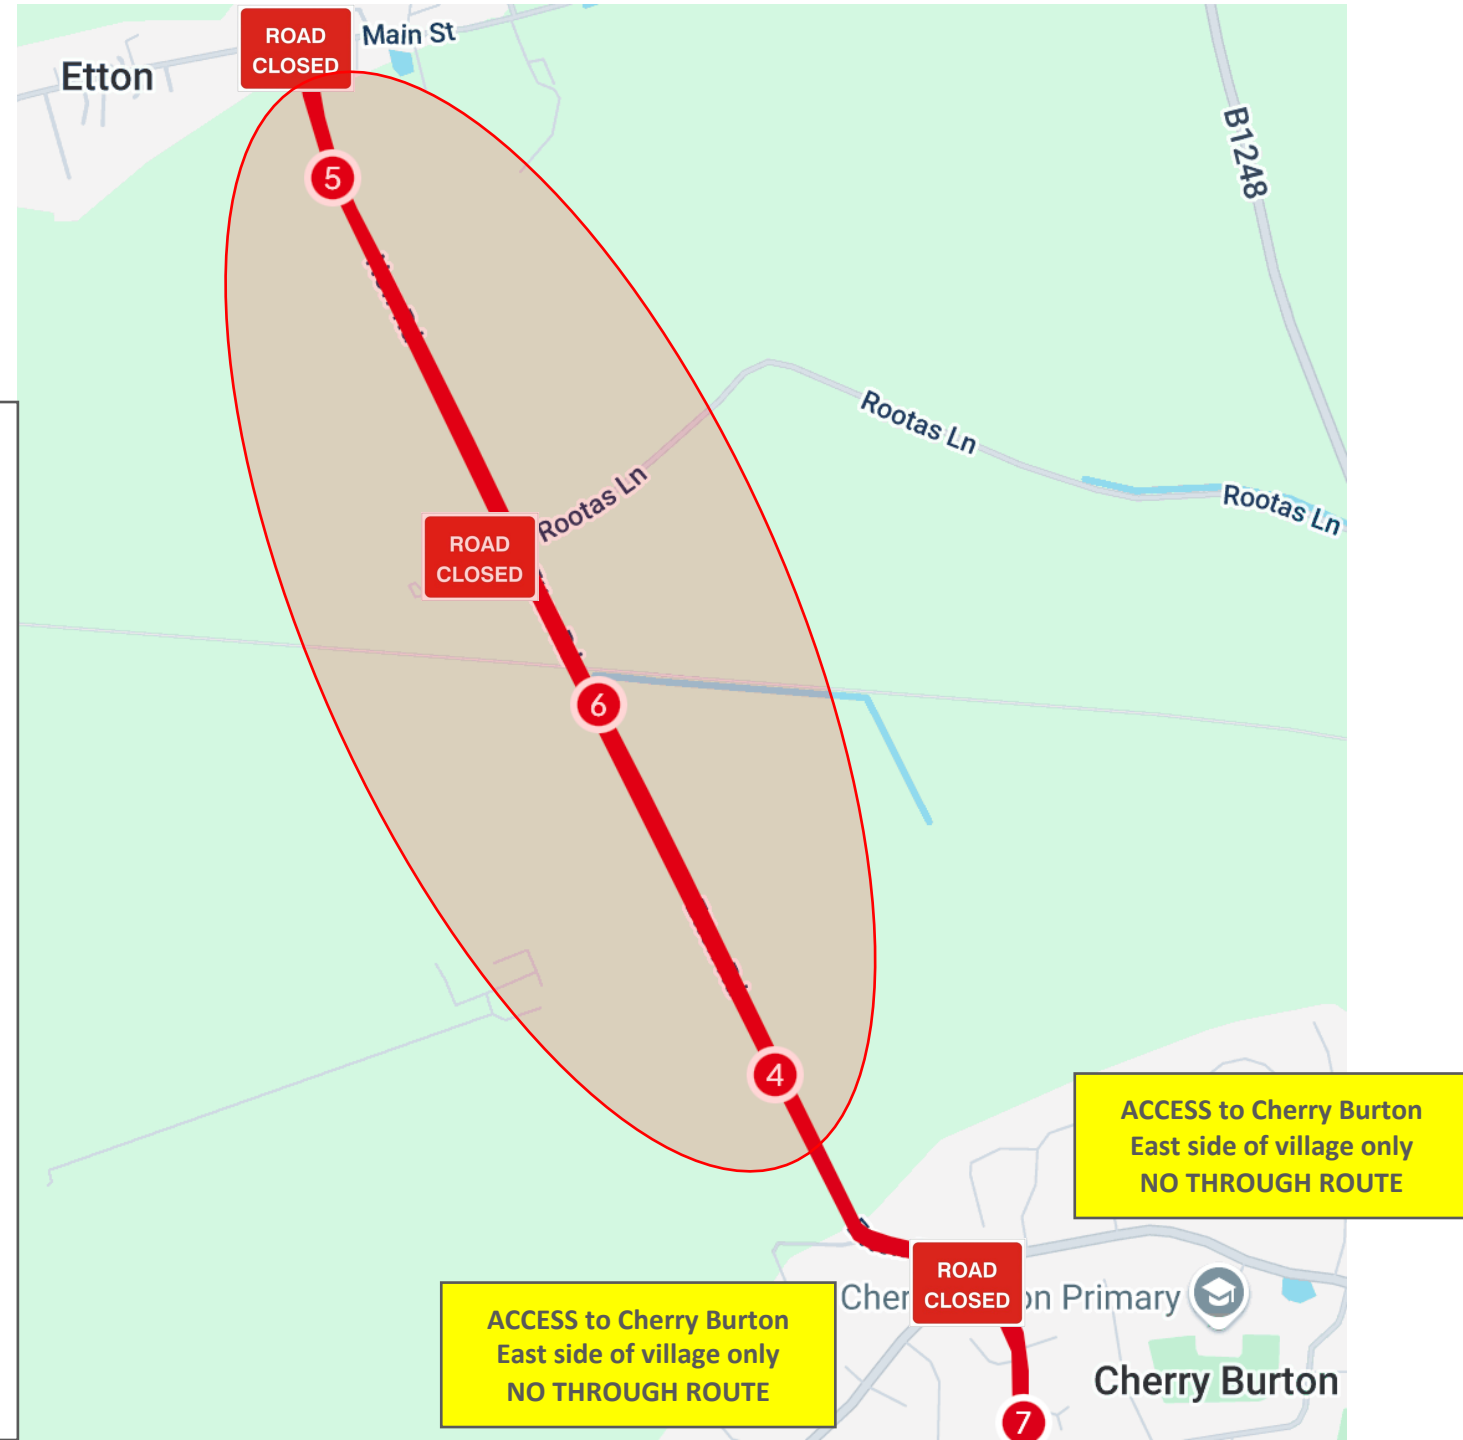 ROAD
CLOSED
Main St
Etton
B1248
5
Rootas Ln
Rootas Ln
Rootas Ln
ROAD
CLOSED
6
4
ACCESS to Cherry Burton
East side of village only
NO THROUGH ROUTE
ROAD
CLOSED
Primary
ACCESS to Cherry Burton
East side of village only
NO THROUGH ROUTE
Cherry Burton
7